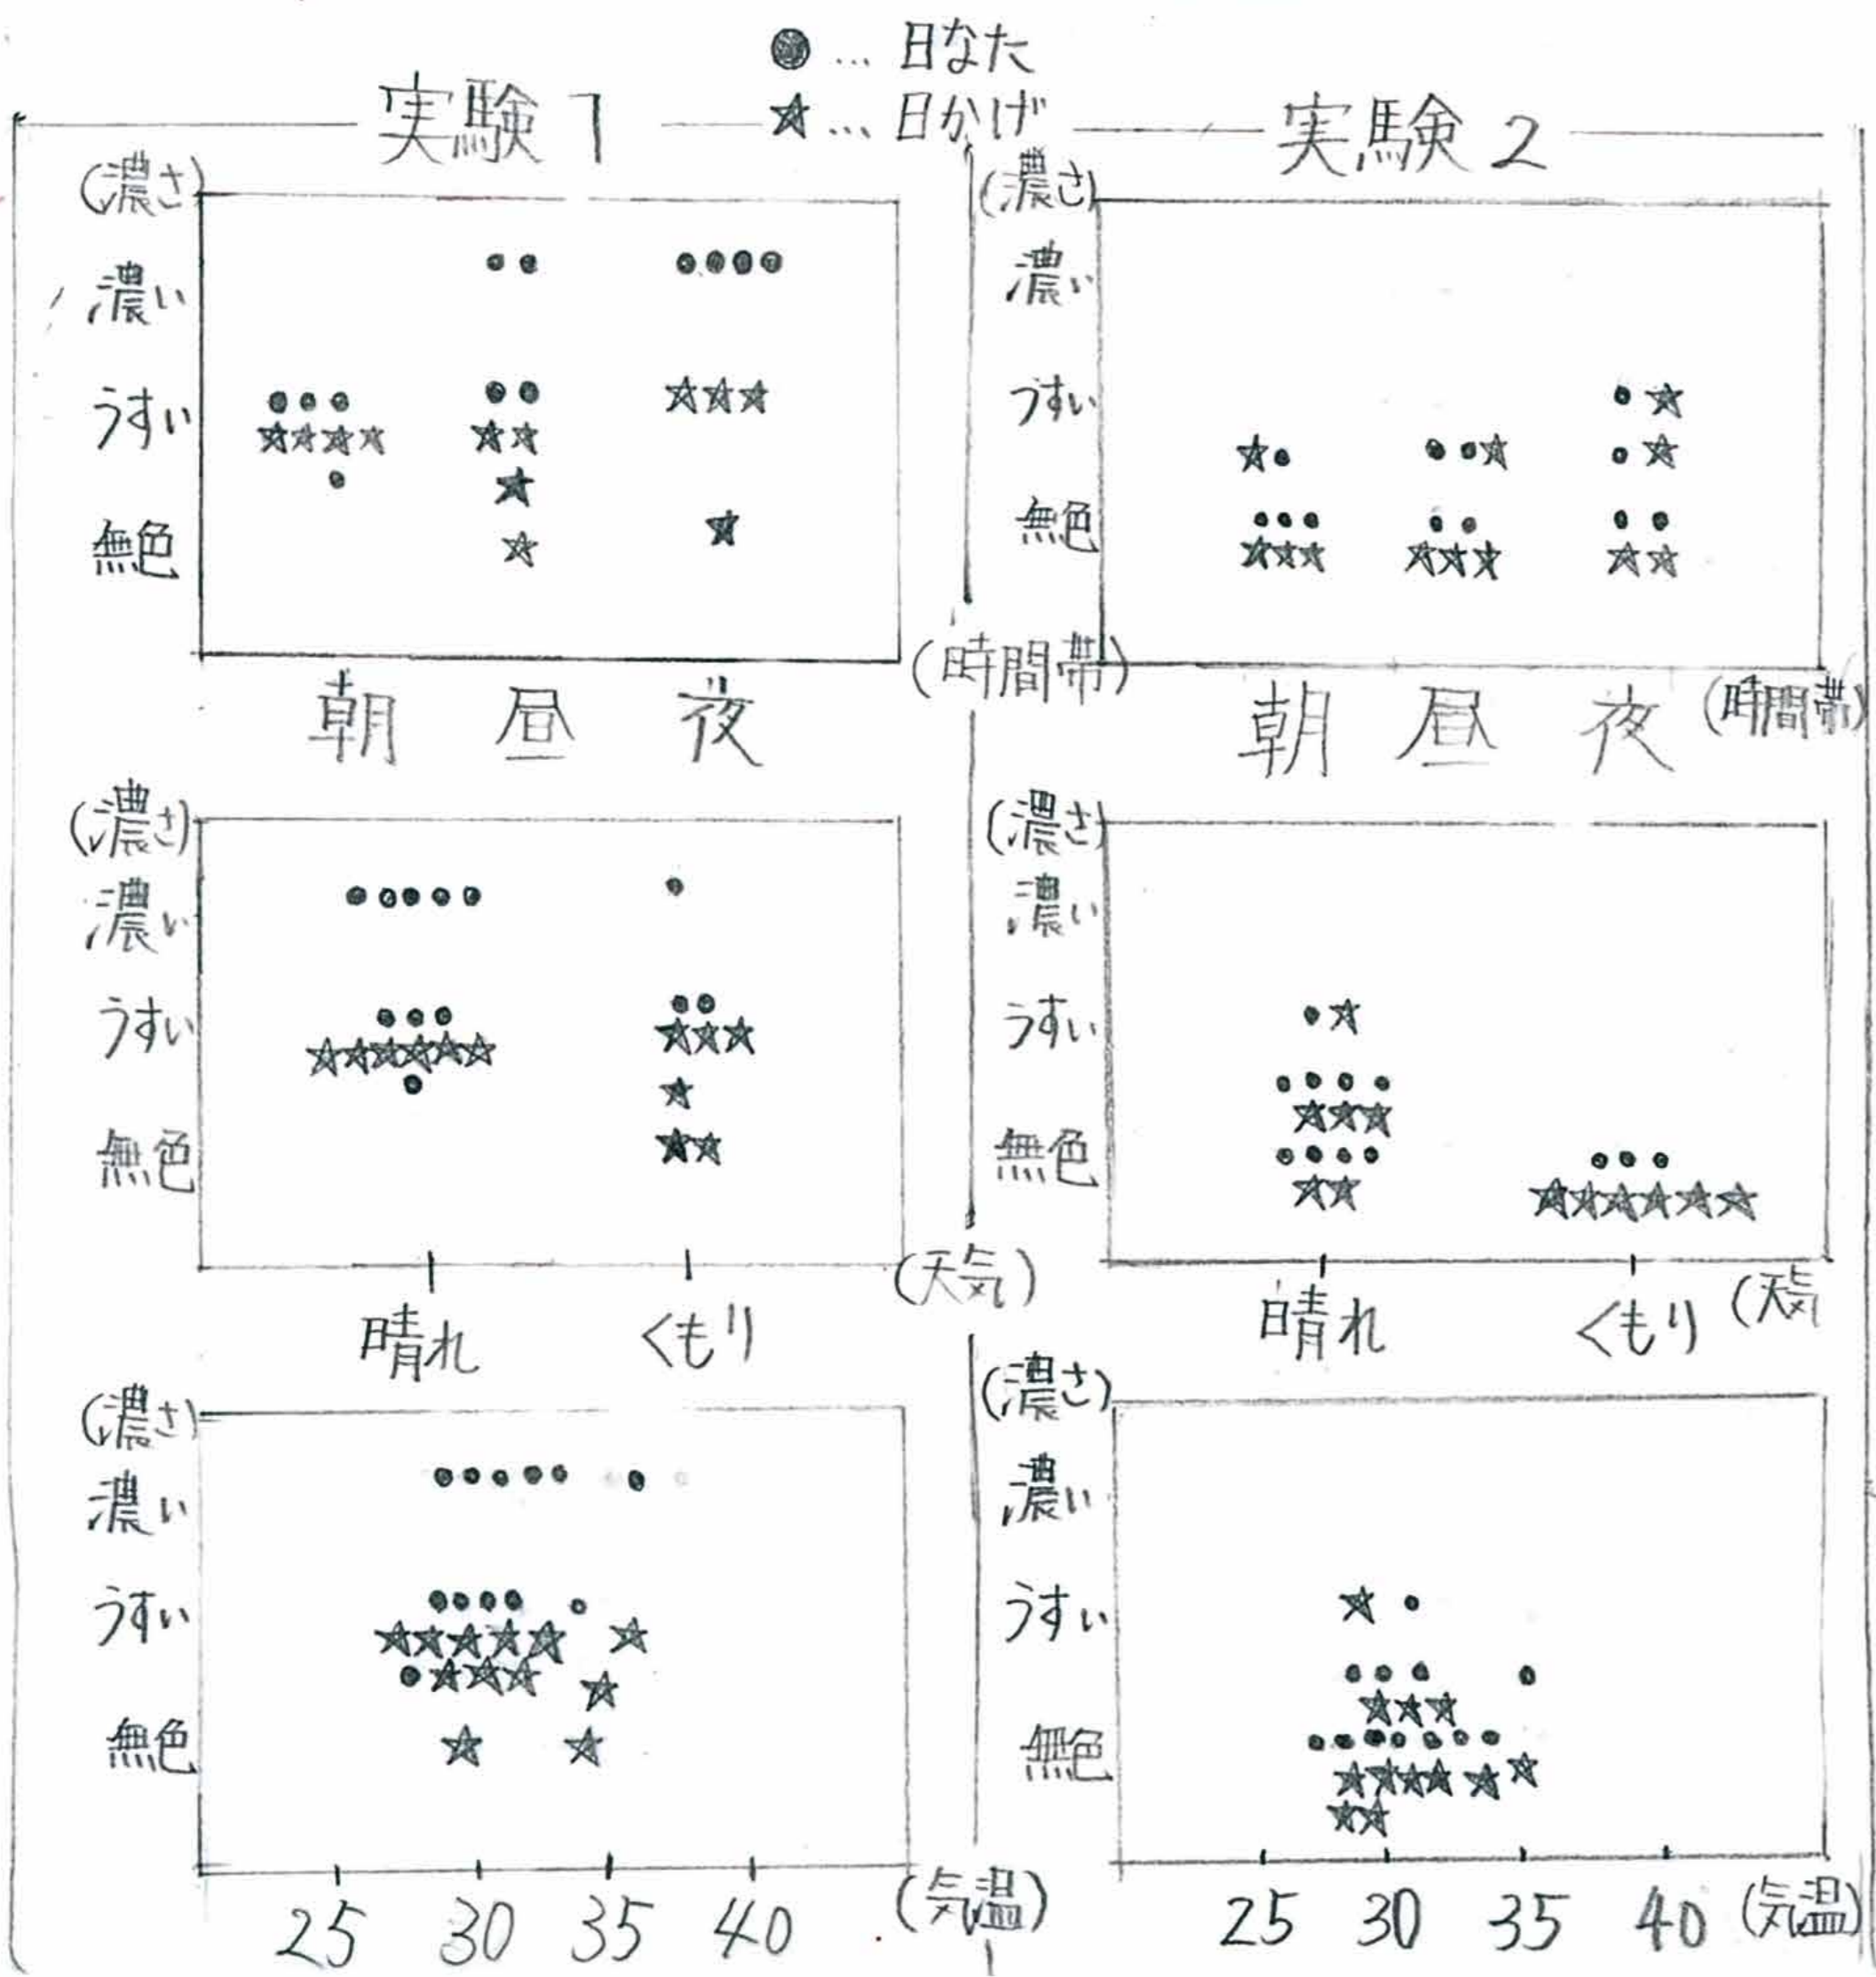 ● … 日なた
★ … 日かげ
実験1
実験2
(濃さ)
濃い
うすい
無色
朝 昼 夜
(時間帯)
(濃さ)
濃い
うすい
無色
朝 昼 夜 (時間帯)
(濃さ)
濃い
うすい
無色
晴れ くもり
(天気)
(濃さ)
濃い
うすい
無色
晴れ くもり (天気
(濃さ)
濃い
うすい
無色
25 30 35 40 (気温)
(濃さ)
濃い
うすい
無色
25 30 35 40 (気温)